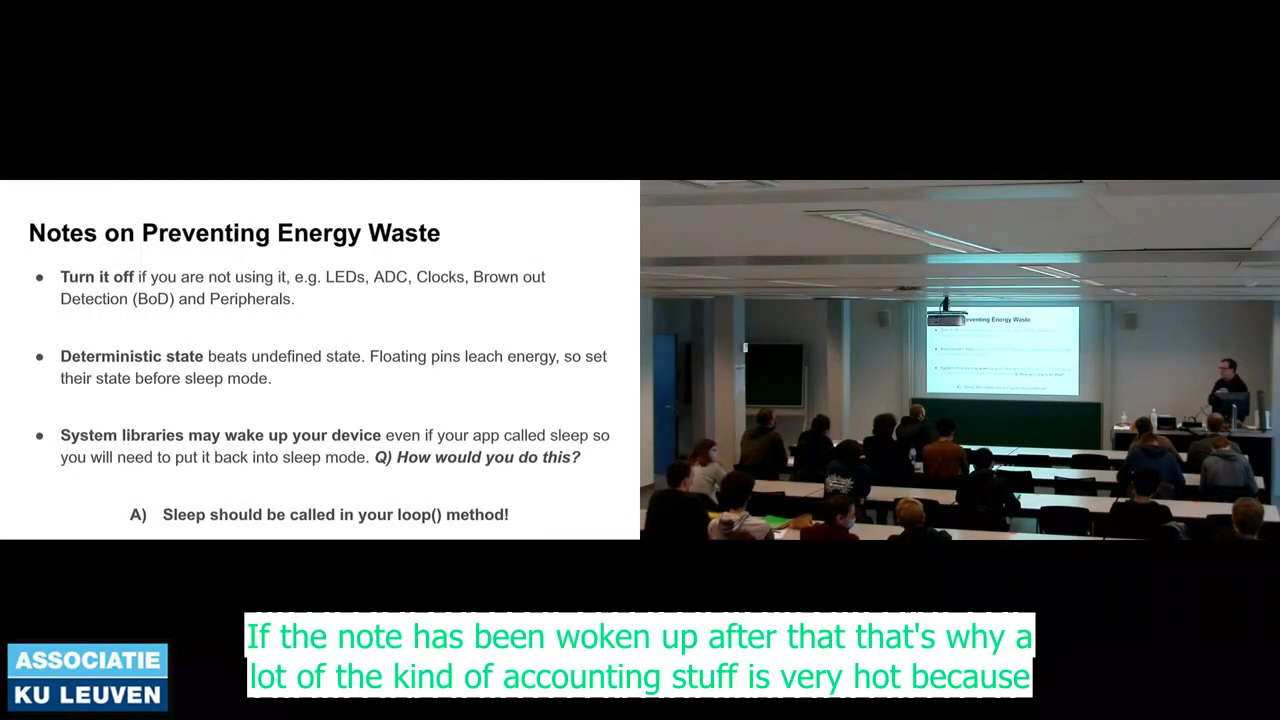 Notes on Preventing Energy Waste
● Turn it off if you are not using it, e.g. LEDs, ADC, Clocks, Brown out
Detection (BoD) and Peripherals.
● Deterministic state beats undefined state. Floating pins leach energy, so set
their state before sleep mode.
● System libraries may wake up your device even if your app called sleep so
you will need to put it back into sleep mode. Q) How would you do this?
A) Sleep should be called in your loop() method!
eventing Energy Waste
If the note has been woken up after that that's why a
lot of the kind of accounting stuff is very hot because
ASSOCIATIE
KU LEUVEN